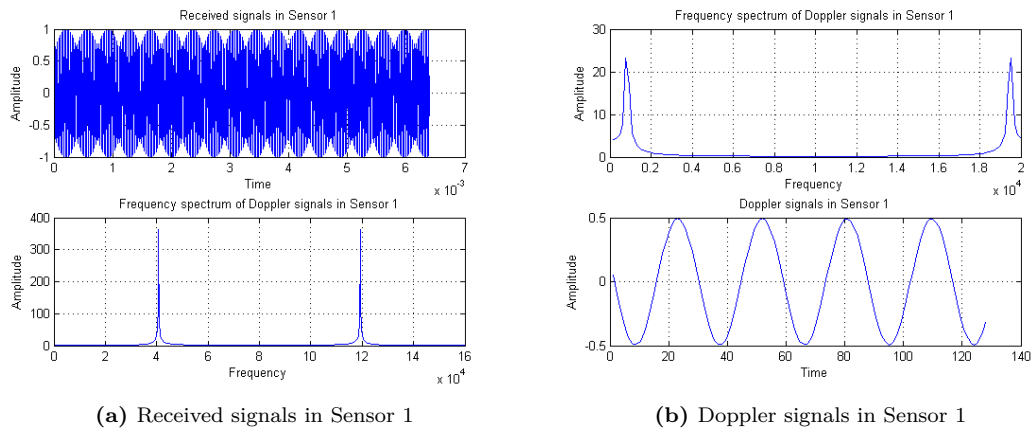 Received signals in Sensor 1
Amplitude
1
0.5
0
-0.5
-1
0 1 2 3 4 5 6 7
Time
x 10⁻³
Frequency spectrum of Doppler signals in Sensor 1
Amplitude
400
300
200
100
0
0 2 4 6 8 10 12 14 16
Frequency
x 10⁴
(a) Received signals in Sensor 1
Frequency spectrum of Doppler signals in Sensor 1
Amplitude
30
20
10
0
0 0.2 0.4 0.6 0.8 1 1.2 1.4 1.6 1.8 2
Frequency
x 10⁴
Doppler signals in Sensor 1
Amplitude
0.5
0
-0.5
0 20 40 60 80 100 120 140
Time
(b) Doppler signals in Sensor 1